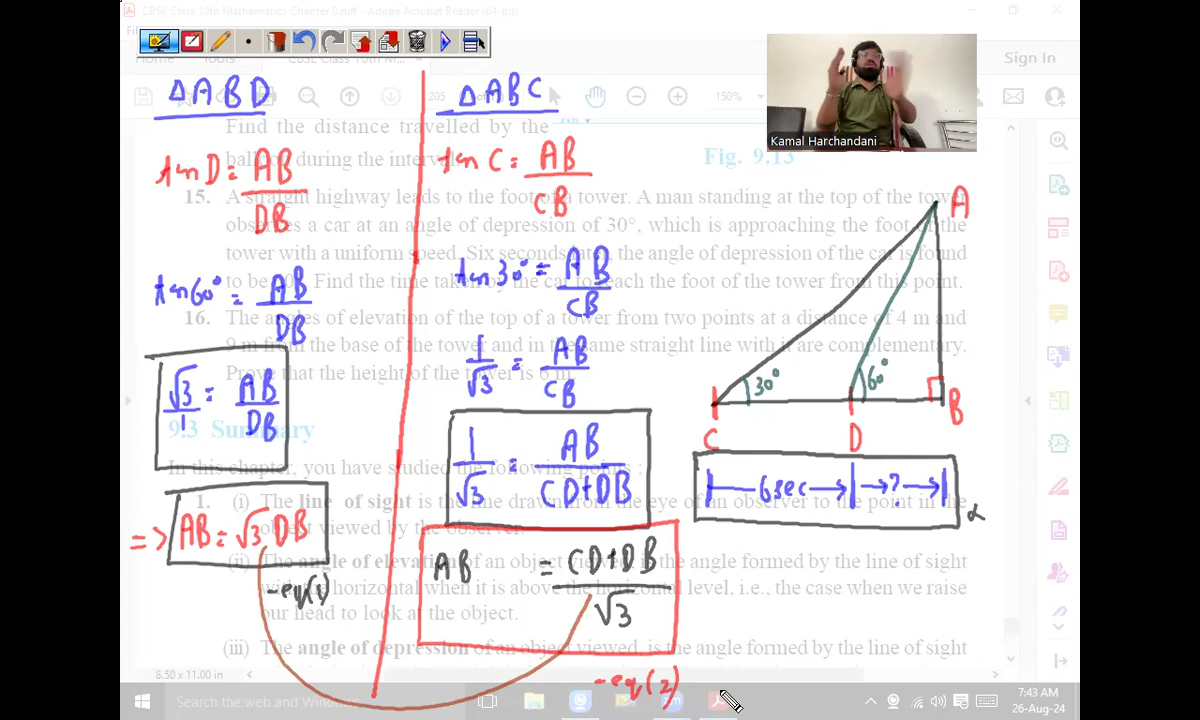 CBSE Class 10th Mathematics Chapter 9.pdf - Adobe Acrobat Reader (64-bit)
Home Tools CBSE Class 10th M... Sign In
205 150%
Δ ABD
tan D = AB/DB
tan 60° = AB/DB
√3/1 = AB/DB
=> AB = √3 DB
-eq(1)
Δ ABC
tan C = AB/CB
tan 30° = AB/CB
1/√3 = AB/CB
1/√3 = AB/CD+DB
AB = CD+DB/√3
-eq(2)
Kamal Harchandani
Fig. 9.13
A
30°
60°
B
C
D
6 sec
?
α
Find the distance travelled by the
balloon during the interval.
15. A straight highway leads to the foot of a tower. A man standing at the top of the tower
observes a car at an angle of depression of 30°, which is approaching the foot of the
tower with a uniform speed. Six seconds later, the angle of depression of the car is found
to be 60°. Find the time taken by the car to reach the foot of the tower from this point.
16. The angles of elevation of the top of a tower from two points at a distance of 4 m and
9 m from the base of the tower and in the same straight line with it are complementary.
Prove that the height of the tower is 6 m.
9.3 Summary
In this chapter, you have studied the following points :
1. (i) The line of sight is the line drawn from the eye of an observer to the point in the
object viewed by the observer.
(ii) The angle of elevation of an object viewed, is the angle formed by the line of sight
with the horizontal when it is above the horizontal level, i.e., the case when we raise
our head to look at the object.
(iii) The angle of depression of an object viewed, is the angle formed by the line of sight
8.50 x 11.00 in
Search the web and Windows
7:43 AM
26-Aug-24